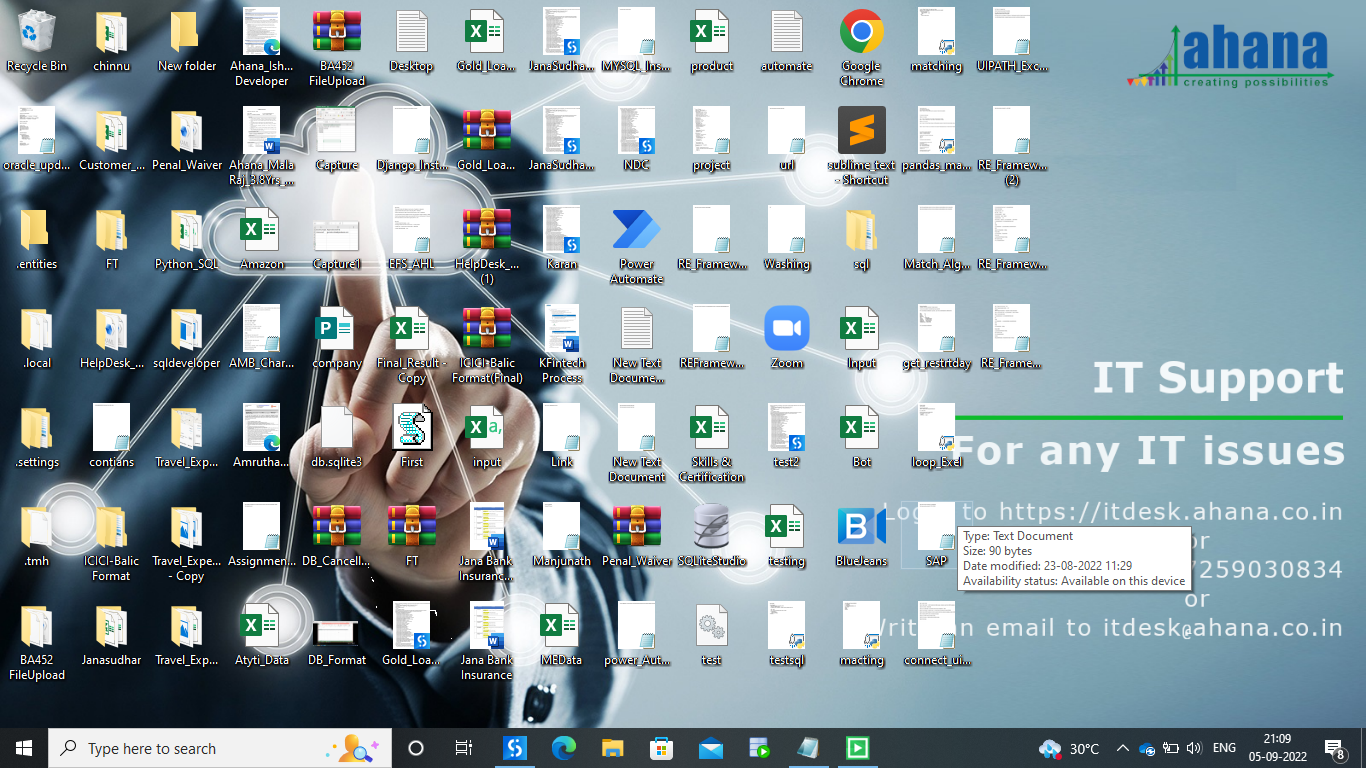 Recycle Bin
chinnu
New folder
Ahana_Ish...
Developer
BA452
FileUpload
Desktop
Gold_Loa...
JanaSudha...
MYSQL_Ins...
product
automate
Google
Chrome
matching
UIPATH_Exc...
ahana
creating possibilities
oracle_upd...
Customer_...
Penal_Waiver
Ahana_Mala
Raj_3.8Yrs_...
Capture
Django_Inst...
Gold_Loa...
JanaSudha...
NDC
project
url
sublime_text
- Shortcut
pandas_ma...
RE_Framew...
(2)
.entities
FT
Python_SQL
Amazon
Capture1
EFS_AHL
HelpDesk_...
(1)
Karan
Power
Automate
RE_Framew...
Washing
sql
Match_Alg...
RE_Framew...
.local
HelpDesk_...
sqldeveloper
AMB_Char...
company
Final_Result -
Copy
ICICI-Balic
Format(Final)
KFintech
Process
New Text
Docume...
REFramew...
Zoom
Input
get_restrtday
RE_Frame...
IT Support
.settings
contians
Travel_Exp...
Amrutha...
db.sqlite3
First
input
Link
New Text
Document
Skills &
Certification
test2
Bot
loop_Exel
For any IT issues
.tmh
ICICI-Balic
Format
Travel_Expe...
- Copy
Assignmen...
DB_Cancell...
FT
Jana Bank
Insuranc...
Manjunath
Penal_Waiver
SQLiteStudio
testing
BlueJeans
SAP
to https://itdesk.ahana.co.in
or
7259030834
or
an email to itdesk@ahana.co.in
Type: Text Document
Size: 90 bytes
Date modified: 23-08-2022 11:29
Availability status: Available on this device
BA452
FileUpload
Janasudhar
Travel_Exp...
Atyti_Data
DB_Format
Gold_Loa...
Jana Bank
Insurance
MEData
power_Aut...
test
testsql
macting
connect_ui...
Type here to search
30°C
ENG
21:09
05-09-2022
8